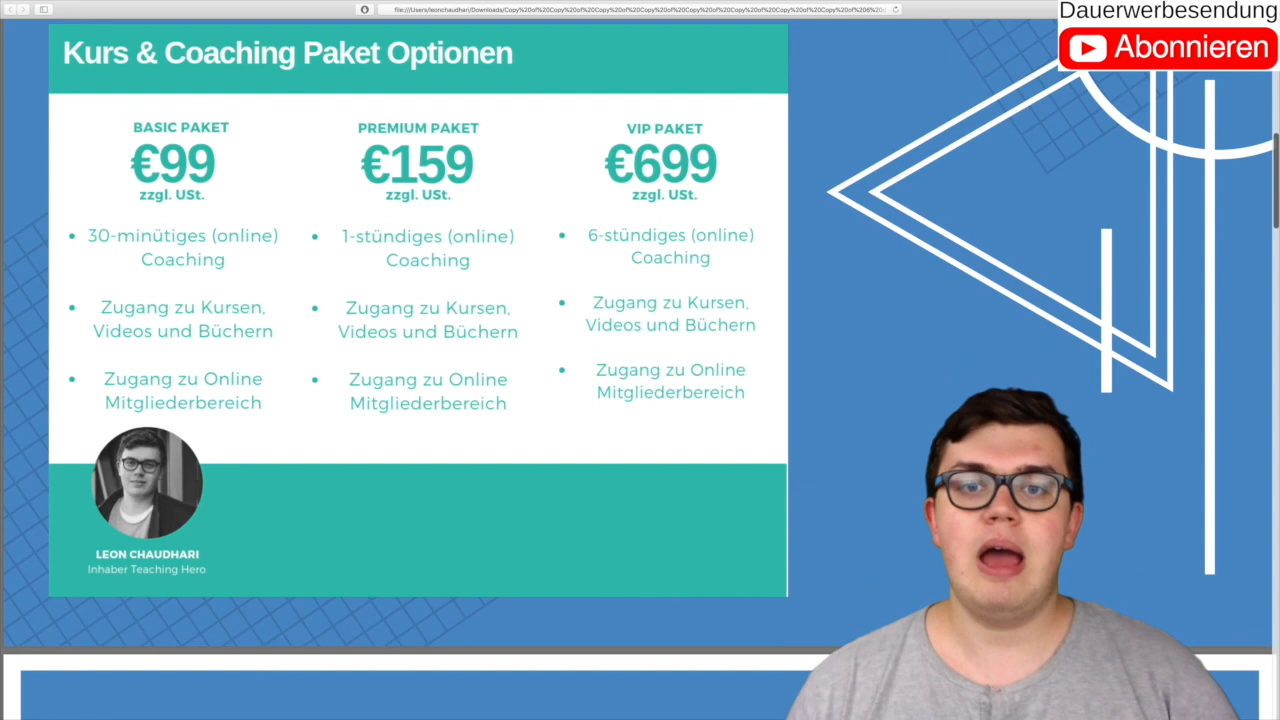 Dauerwerbesendung
Abonnieren
Kurs & Coaching Paket Optionen
BASIC PAKET
€99
zzgl. USt.
30-minütiges (online)
Coaching
Zugang zu Kursen,
Videos und Büchern
Zugang zu Online
Mitgliederbereich
PREMIUM PAKET
€159
zzgl. USt.
1-stündiges (online)
Coaching
Zugang zu Kursen,
Videos und Büchern
Zugang zu Online
Mitgliederbereich
VIP PAKET
€699
zzgl. USt.
6-stündiges (online)
Coaching
Zugang zu Kursen,
Videos und Büchern
Zugang zu Online
Mitgliederbereich
LEON CHAUDHARI
Inhaber Teaching Hero